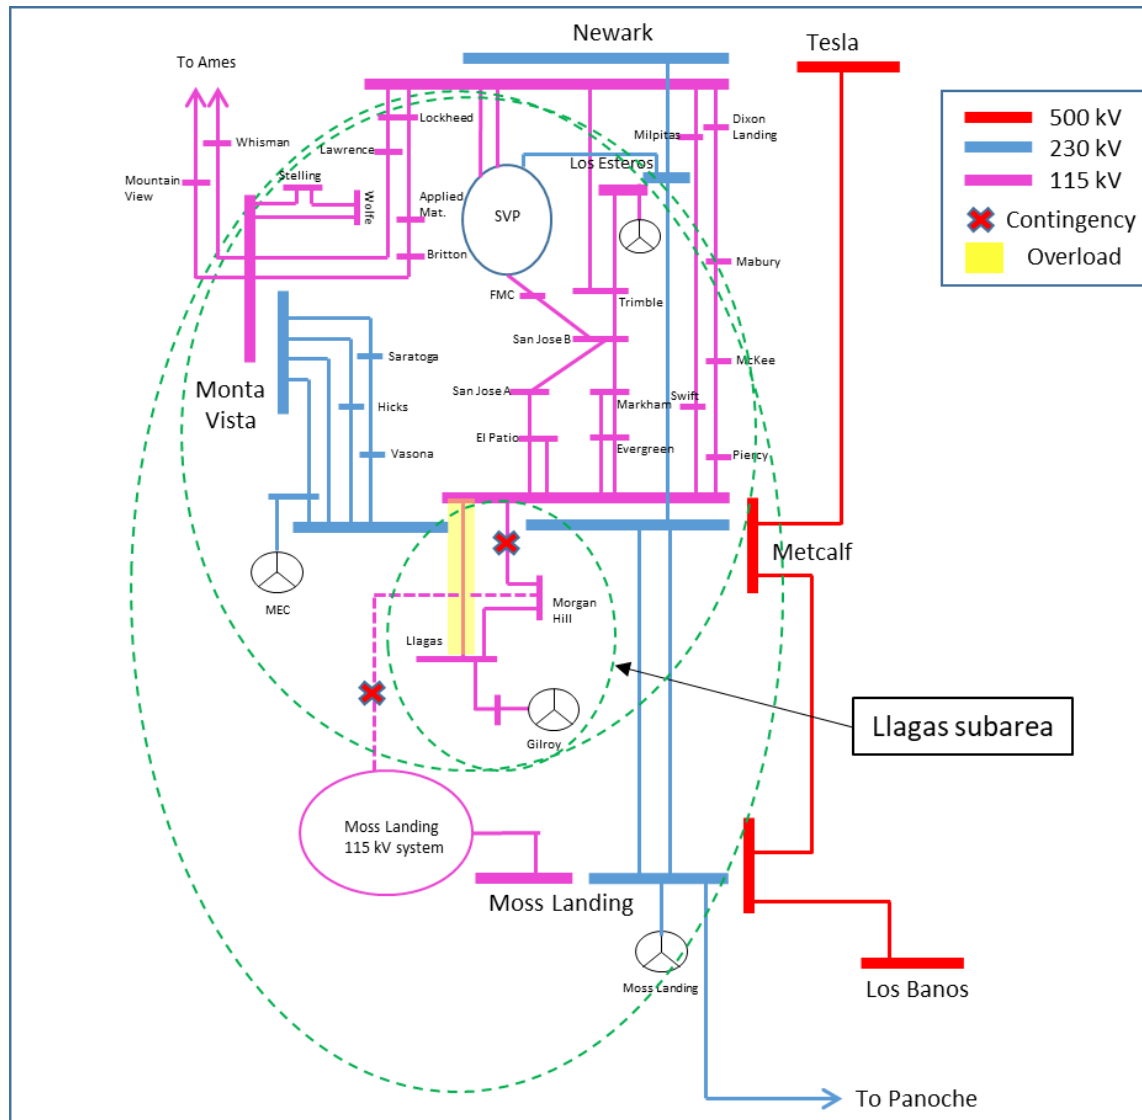 Newark
Tesla
To Ames
500 kV
230 kV
115 kV
Contingency
Overload
Lockheed
Dixon
Landing
Milpitas
Whisman
Lawrence
Los Esteros
Stelling
Mountain
View
Wolfe
Applied
Mat.
SVP
Britton
Mabury
FMC
Trimble
San Jose B
Saratoga
McKee
Monta
Vista
San Jose A
Markham
Swift
Hicks
El Patio
Evergreen
Vasona
Piercy
Metcalf
MEC
Morgan
Hill
Llagas
Llagas subarea
Gilroy
Moss Landing
115 kV system
Moss Landing
Moss Landing
Los Banos
To Panoche